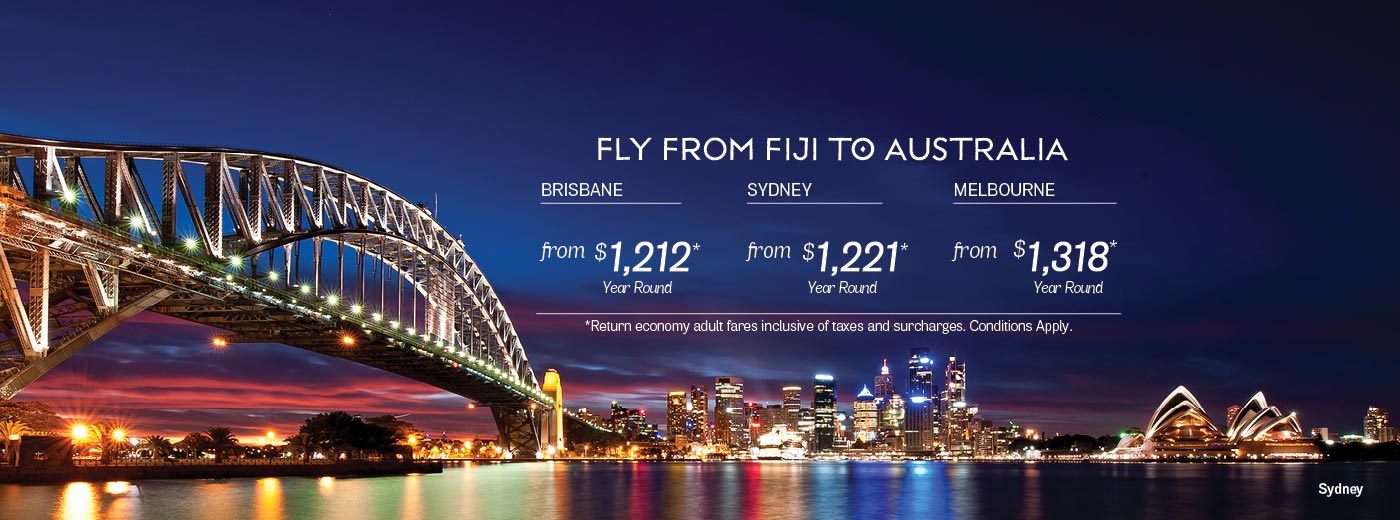 FLY FROM FIJI TO AUSTRALIA
BRISBANE
from $1,212*
Year Round
SYDNEY
from $1,221*
Year Round
MELBOURNE
from $1,318*
Year Round
*Return economy adult fares inclusive of taxes and surcharges. Conditions Apply.
Sydney